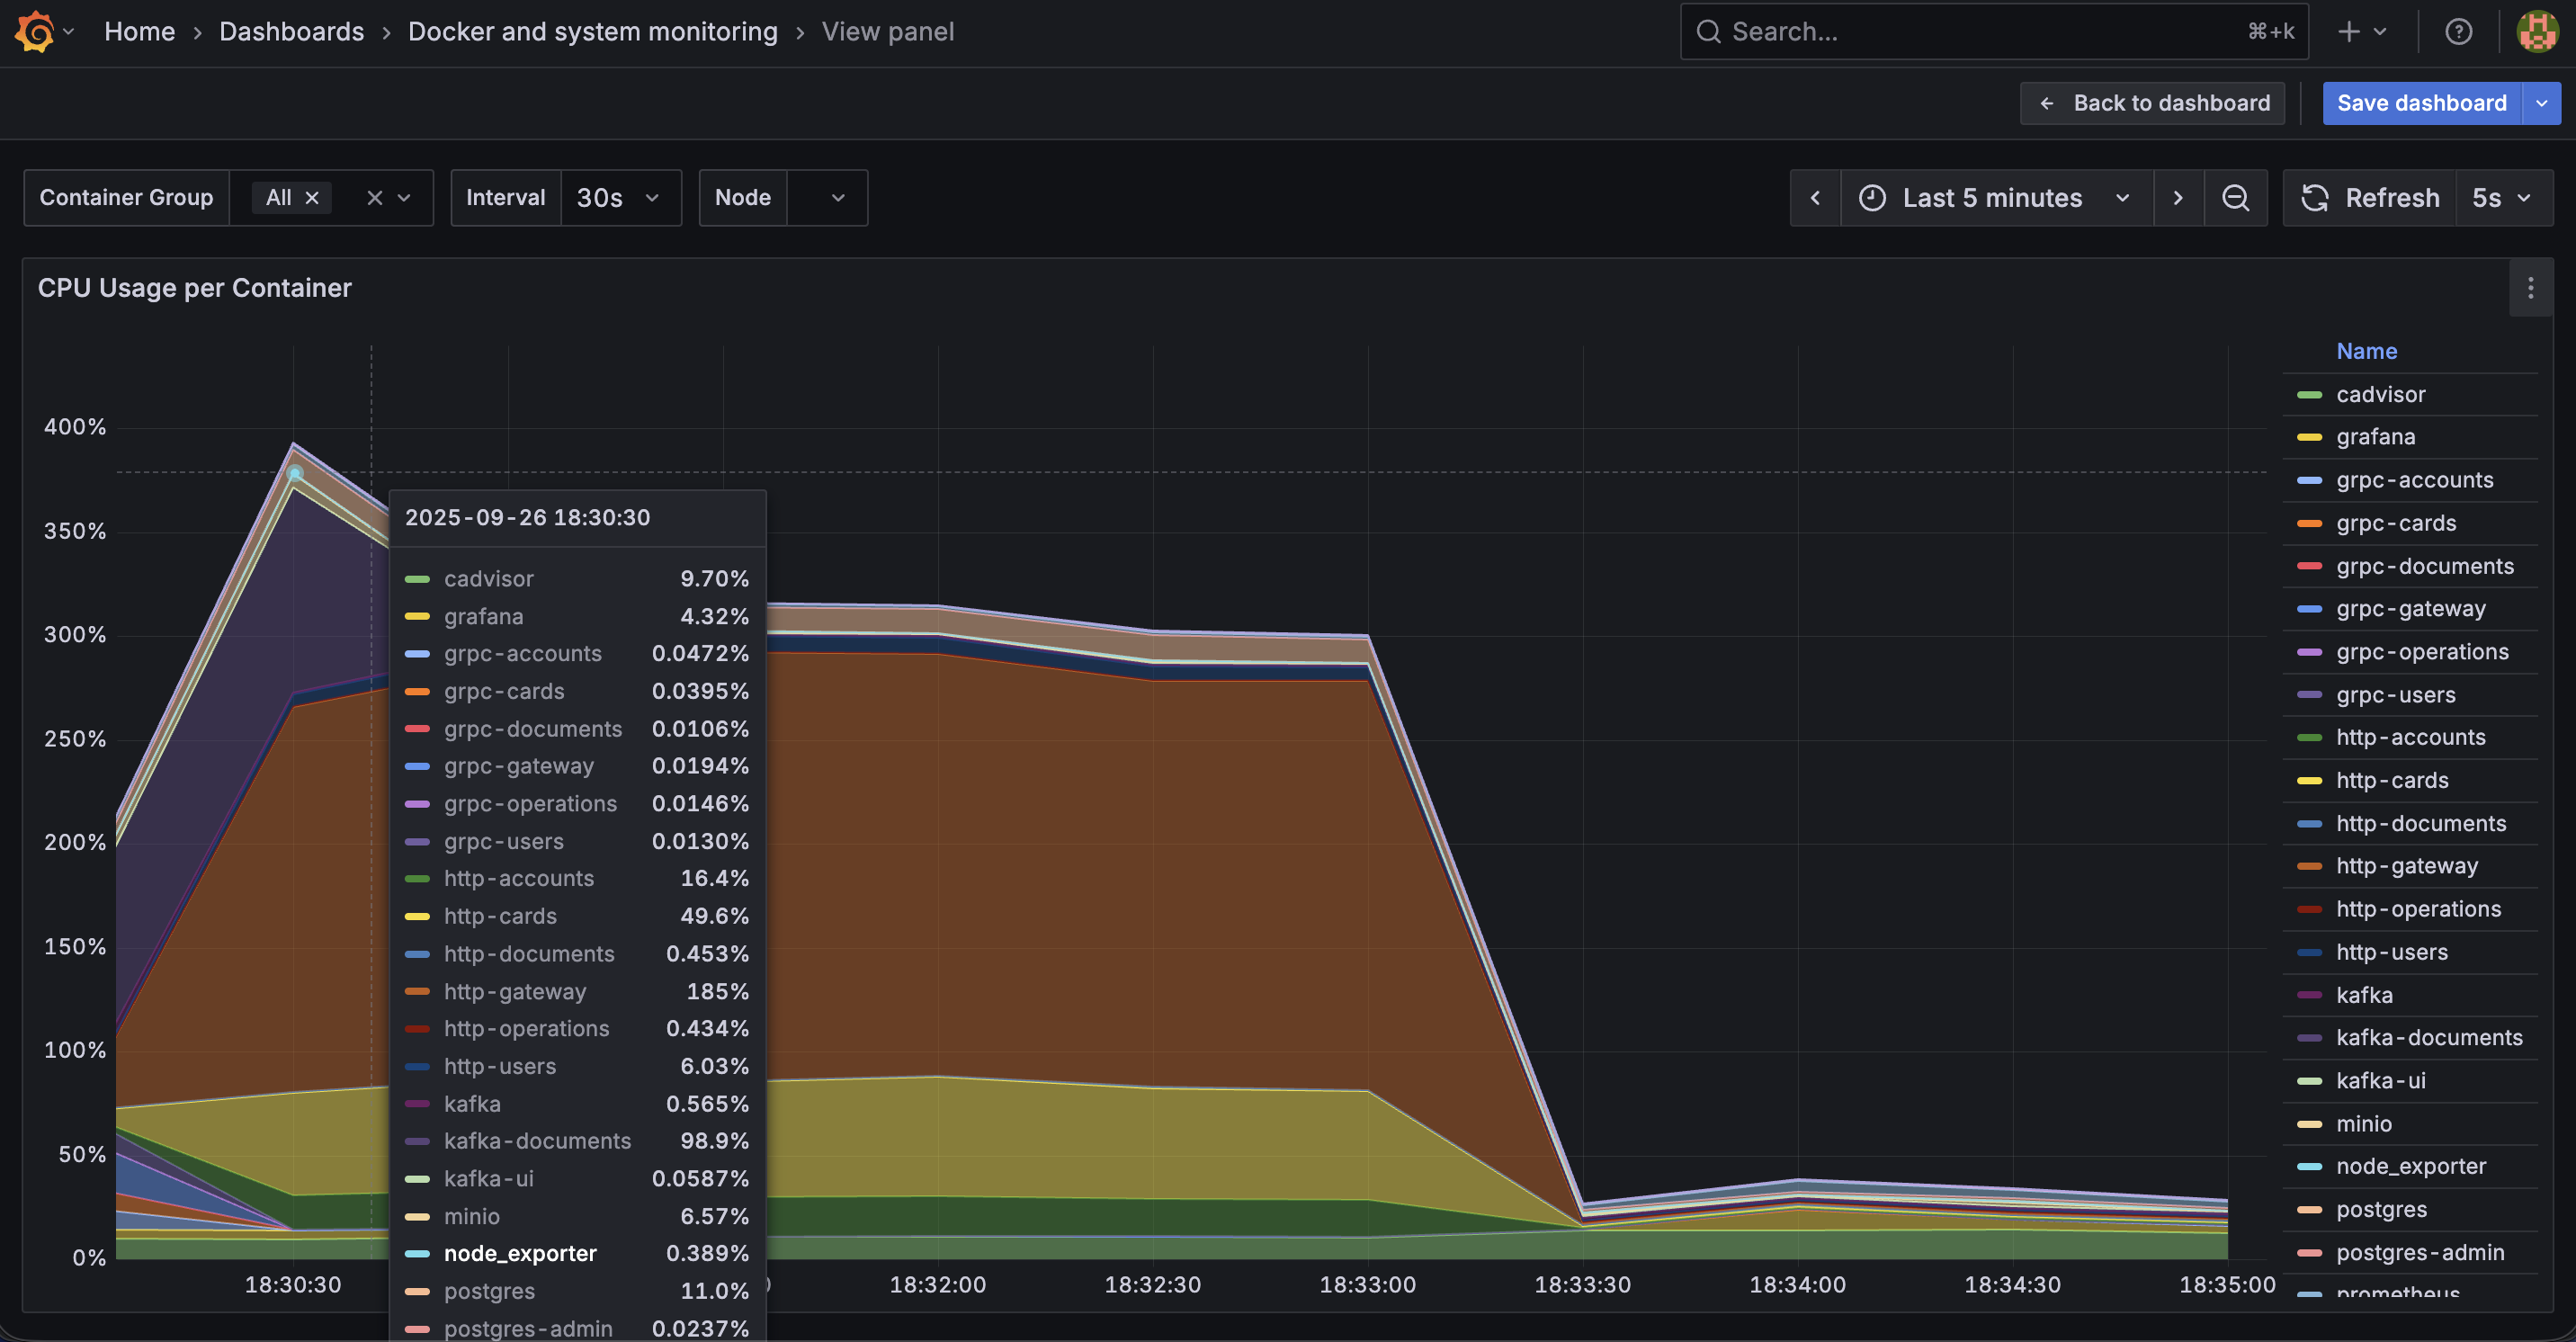 Home › Dashboards › Docker and system monitoring › View panel
Search...
⌘+k
Back to dashboard
Save dashboard
Container Group
All
Interval
30s
Node
Last 5 minutes
Refresh
5s
CPU Usage per Container
400%
350%
300%
250%
200%
150%
100%
50%
0%
2025-09-26 18:30:30
cadvisor 9.70%
grafana 4.32%
grpc-accounts 0.0472%
grpc-cards 0.0395%
grpc-documents 0.0106%
grpc-gateway 0.0194%
grpc-operations 0.0146%
grpc-users 0.0130%
http-accounts 16.4%
http-cards 49.6%
http-documents 0.453%
http-gateway 185%
http-operations 0.434%
http-users 6.03%
kafka 0.565%
kafka-documents 98.9%
kafka-ui 0.0587%
minio 6.57%
node_exporter 0.389%
postgres 11.0%
postgres-admin 0.0237%
18:30:30
18:32:00
18:32:30
18:33:00
18:33:30
18:34:00
18:34:30
18:35:00
Name
cadvisor
grafana
grpc-accounts
grpc-cards
grpc-documents
grpc-gateway
grpc-operations
grpc-users
http-accounts
http-cards
http-documents
http-gateway
http-operations
http-users
kafka
kafka-documents
kafka-ui
minio
node_exporter
postgres
postgres-admin
prometheus